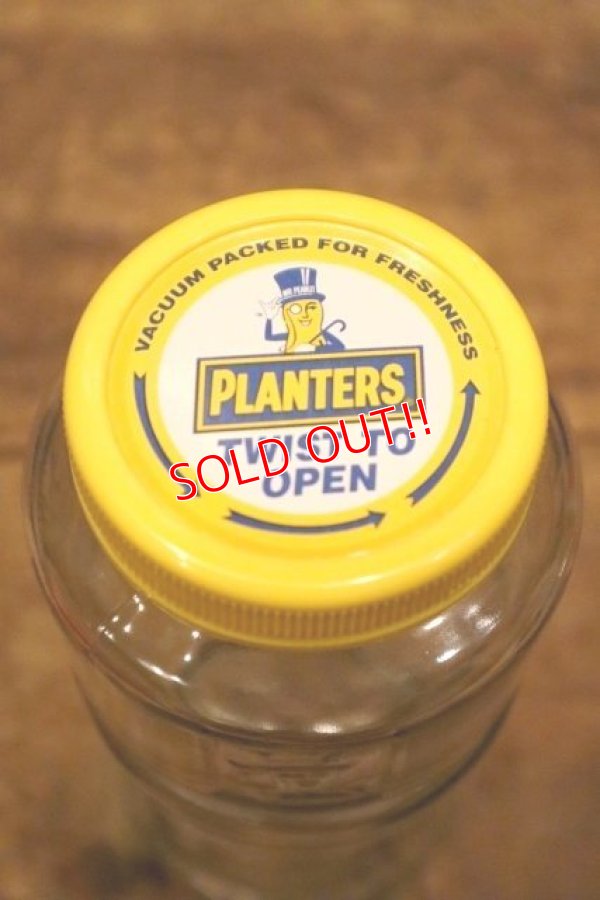 VACUUM PACKED FOR FRESHNESS
MR. PEANUT
PLANTERS
TWIST TO
OPEN
SOLD OUT!!